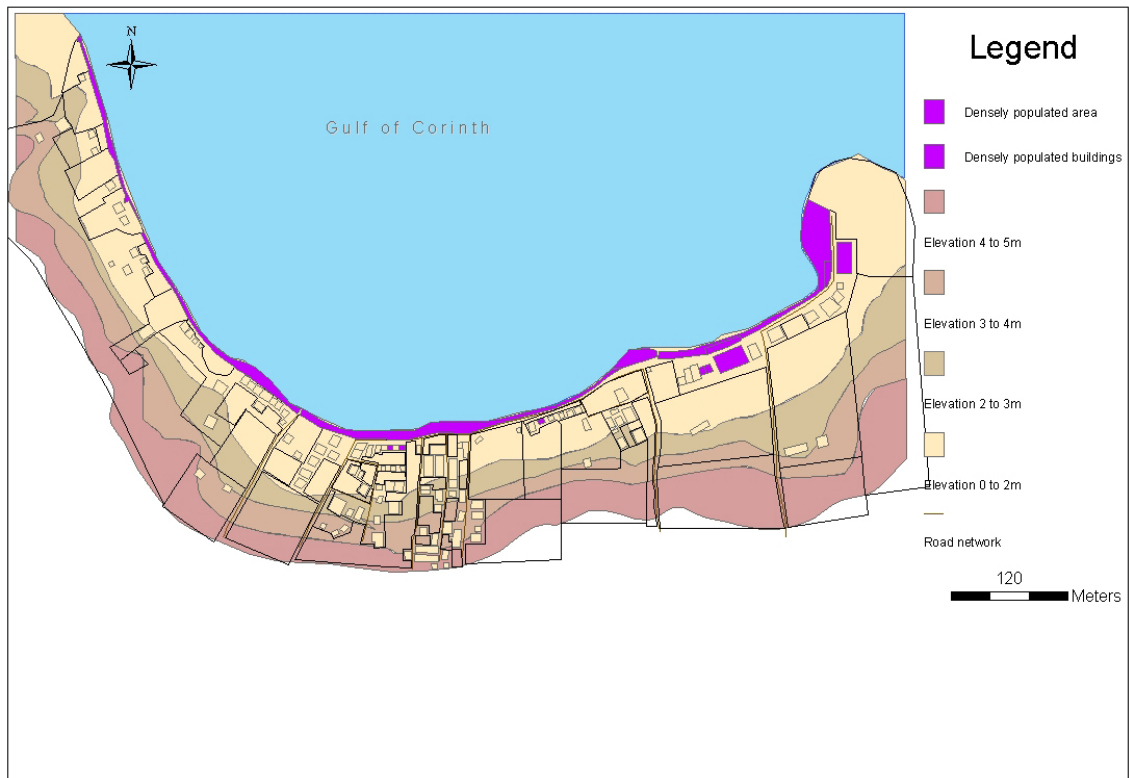 N
Gulf of Corinth
Legend
Densely populated area
Densely populated buildings
Elevation 4 to 5m
Elevation 3 to 4m
Elevation 2 to 3m
Elevation 0 to 2m
Road network
120
Meters